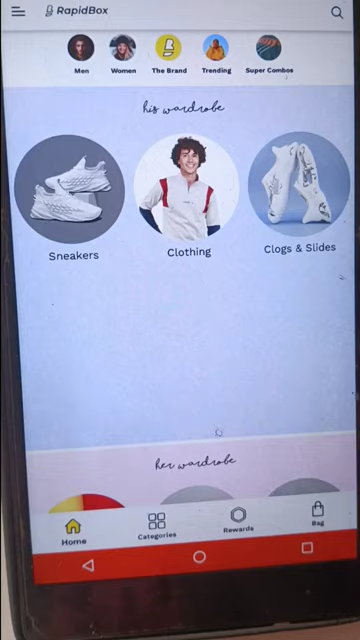 RapidBox
Men Women The Brand Trending Super Combos
his wardrobe
Sneakers Clothing Clogs & Slides
her wardrobe
Home Categories Rewards Bag